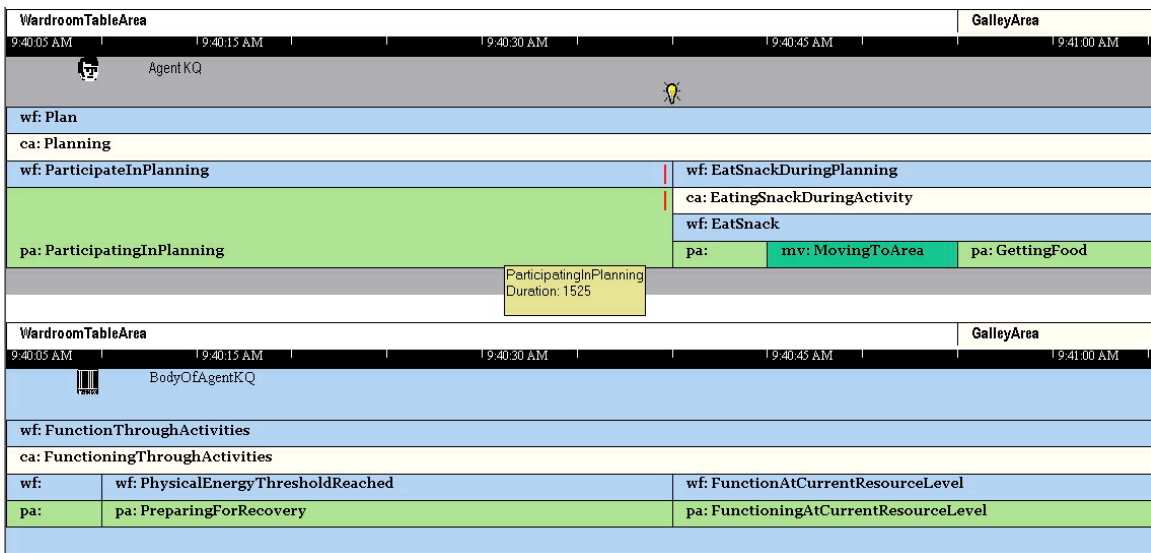 WardroomTableArea GalleyArea
9:40:05 AM 9:40:15 AM 9:40:30 AM 9:40:45 AM 9:41:00 AM
Agent KQ
wf: Plan
ca: Planning
wf: ParticipateInPlanning wf: EatSnackDuringPlanning
ca: EatingSnackDuringActivity
wf: EatSnack
pa: ParticipatingInPlanning pa: mv: MovingToArea pa: GettingFood
ParticipatingInPlanning
Duration: 1525
WardroomTableArea GalleyArea
9:40:05 AM 9:40:15 AM 9:40:30 AM 9:40:45 AM 9:41:00 AM
BodyOfAgentKQ
wf: FunctionThroughActivities
ca: FunctioningThroughActivities
wf: wf: PhysicalEnergyThresholdReached wf: FunctionAtCurrentResourceLevel
pa: pa: PreparingForRecovery pa: FunctioningAtCurrentResourceLevel